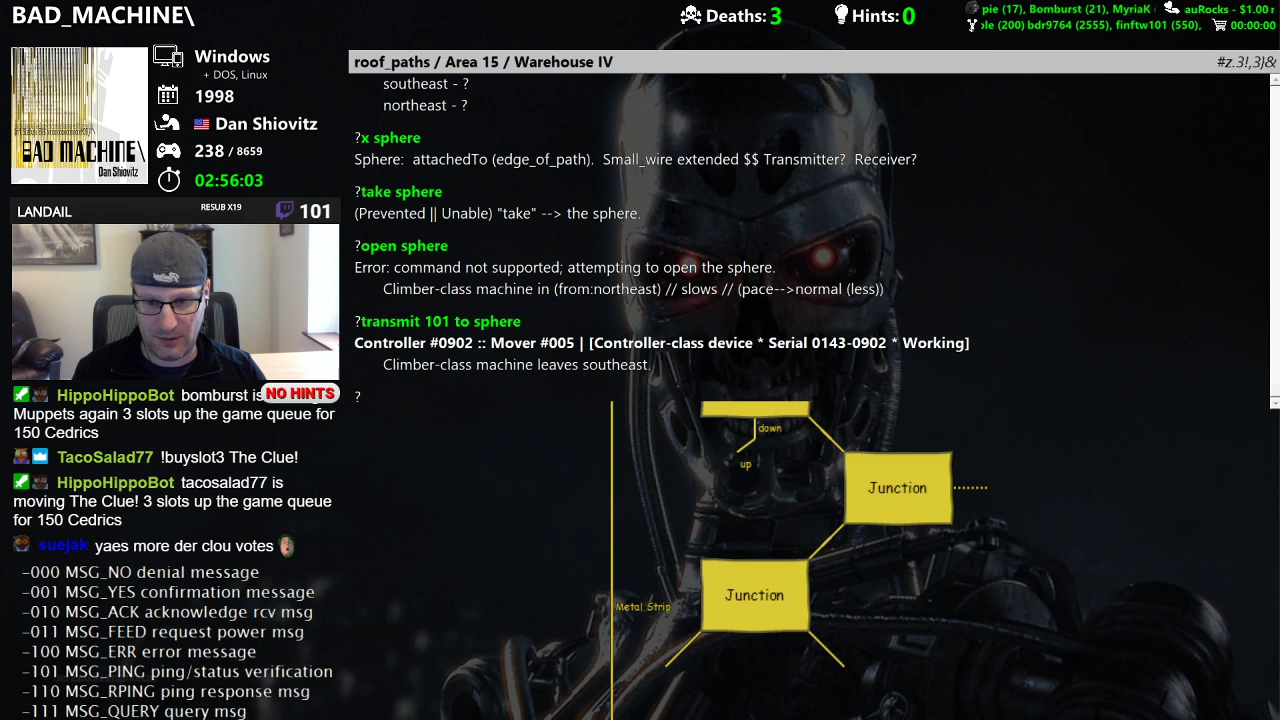 BAD_MACHINE\
Deaths: 3
Hints: 0
pie (17), Bomburst (21), MyriaK
auRocks - $1.00
ole (200) bdr9764 (2555), finftw101 (550),
00:00:00
Windows
+ DOS, Linux
1998
Dan Shiovitz
238 / 8659
02:56:03
BAD MACHINE\
Dan Shiovitz
LANDAIL
RESUB X19
101
roof_paths / Area 15 / Warehouse IV
#z.3!,3}&
southeast - ?
northeast - ?
?x sphere
Sphere: attachedTo (edge_of_path). Small_wire extended $$ Transmitter? Receiver?
?take sphere
(Prevented || Unable) "take" --> the sphere.
?open sphere
Error: command not supported; attempting to open the sphere.
Climber-class machine in (from:northeast) // slows // (pace-->normal (less))
?transmit 101 to sphere
Controller #0902 :: Mover #005 | [Controller-class device * Serial 0143-0902 * Working]
Climber-class machine leaves southeast.
?
down
up
Junction
Junction
Metal Strip
NO HINTS
HippoHippoBot bomburst is
Muppets again 3 slots up the game queue for
150 Cedrics
TacoSalad77 !buyslot3 The Clue!
HippoHippoBot tacosalad77 is
moving The Clue! 3 slots up the game queue
for 150 Cedrics
suejak yaes more der clou votes
-000 MSG_NO denial message
-001 MSG_YES confirmation message
-010 MSG_ACK acknowledge rcv msg
-011 MSG_FEED request power msg
-100 MSG_ERR error message
-101 MSG_PING ping/status verification
-110 MSG_RPING ping response msg
-111 MSG_QUERY query msg